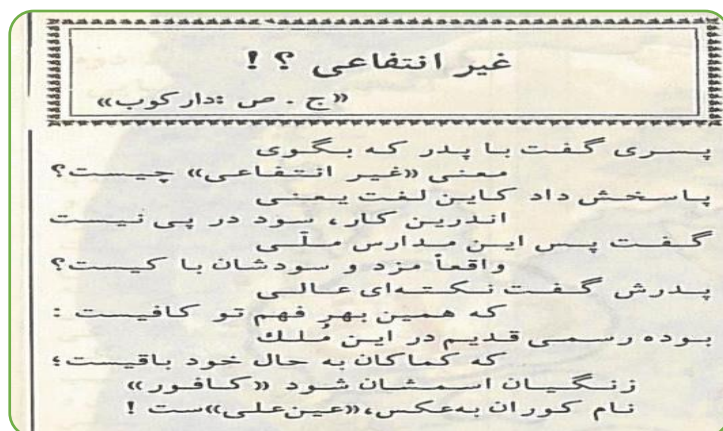 غیر انتفاعی ؟ !
«ج . ص :دارکوب»
پسری گفت با پدر که بگوی
معنی «غیر انتفاعی» چیست؟
پاسخش داد کاین لغت یعنی
اندرین کار، سود در پی نیست
گفت پس این مدارس ملّی
واقعاً مزد و سودشان با کیست؟
پدرش گفت نکته‌ای عالی
که همین بهر فهم تو کافیست :
بوده رسمی قدیم در این مُلك
که کماکان به حال خود باقیست؛
زنگیان اسمشان شود «کافور»
نام کوران به‌عکس،«عین‌علی»ست !